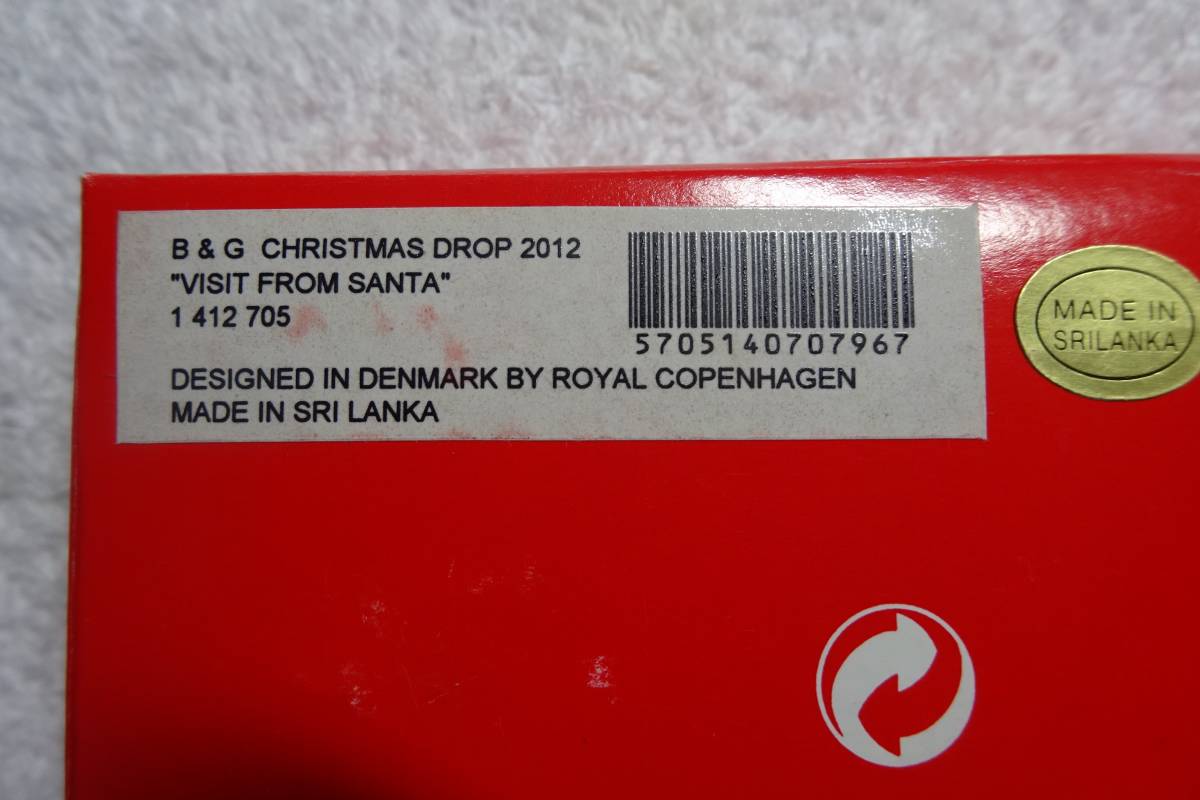 B & G CHRISTMAS DROP 2012
"VISIT FROM SANTA"
1 412 705
5705140707967
DESIGNED IN DENMARK BY ROYAL COPENHAGEN
MADE IN SRI LANKA
MADE IN
SRILANKA